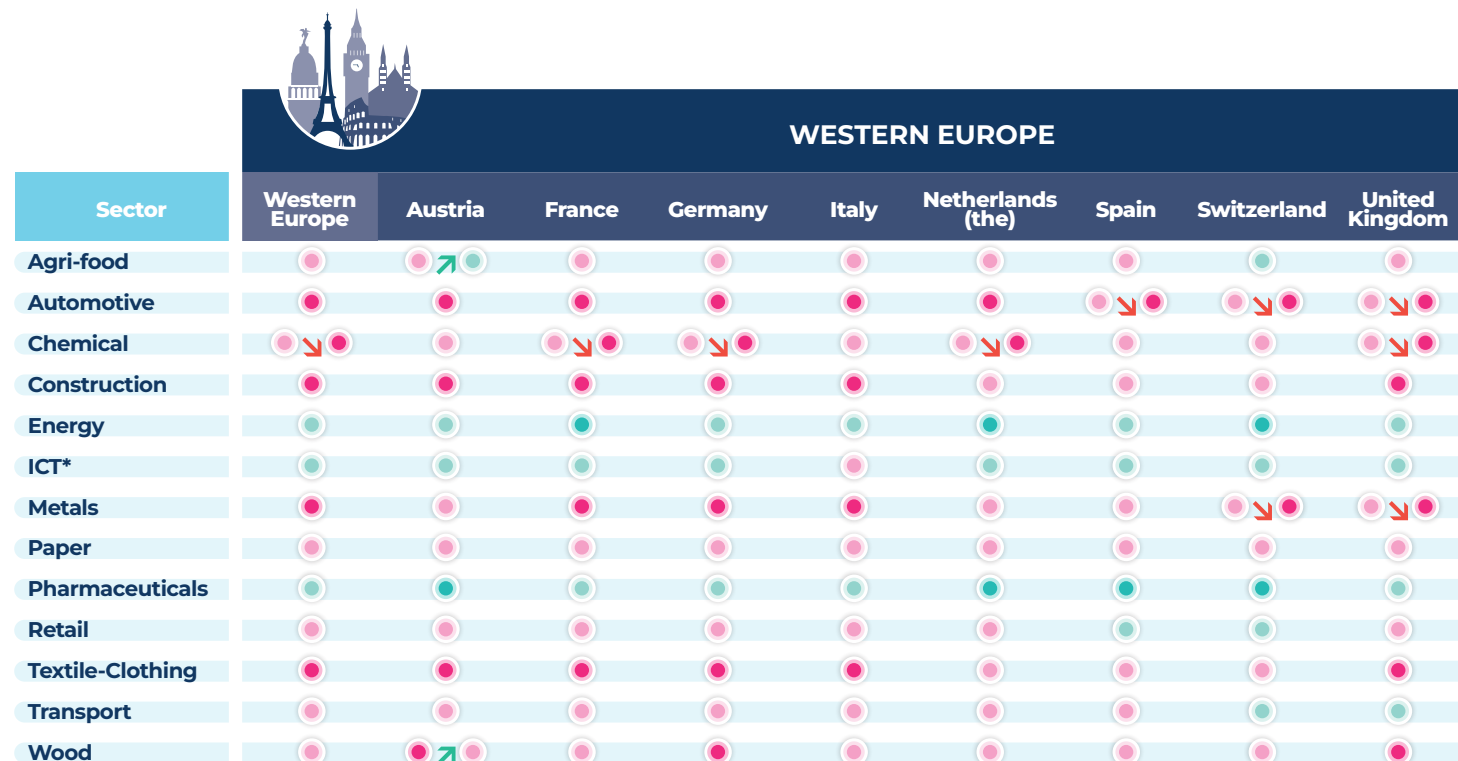 WESTERN EUROPE
Sector
Western
Europe
Austria
France
Germany
Italy
Netherlands
(the)
Spain
Switzerland
United
Kingdom
Agri-food
Automotive
Chemical
Construction
Energy
ICT*
Metals
Paper
Pharmaceuticals
Retail
Textile-Clothing
Transport
Wood